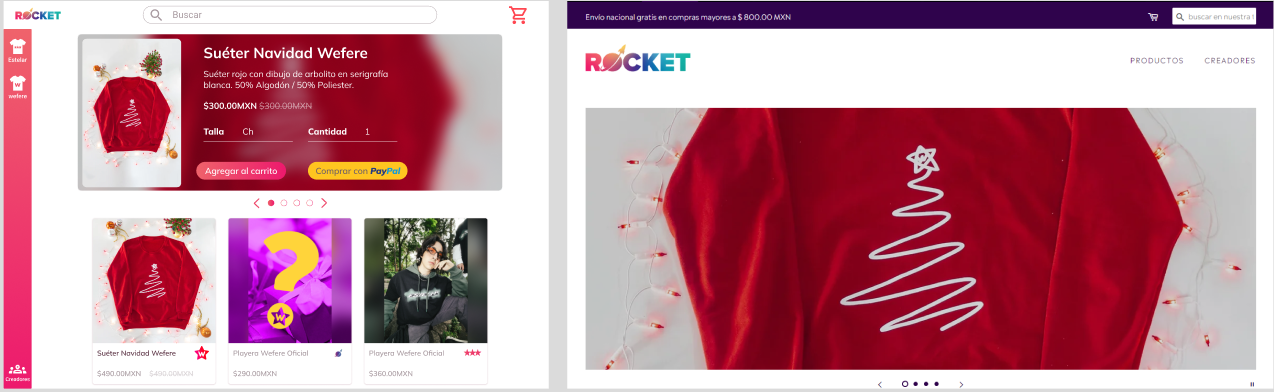 ROCKET
Buscar
Estelar
wefere
Creadores
Suéter Navidad Wefere
Suéter rojo con dibujo de arbolito en serigrafía
blanca. 50% Algodón / 50% Poliester.
$300.00MXN $300.00MXN
Talla Ch Cantidad 1
Agregar al carrito Comprar con PayPal
W
Suéter Navidad Wefere W
$490.00MXN $490.00MXN
Playera Wefere Oficial
$290.00MXN
Playera Wefere Oficial
$360.00MXN
Envío nacional gratis en compras mayores a $ 800.00 MXN
buscar en nuestra t
ROCKET
PRODUCTOS CREADORES